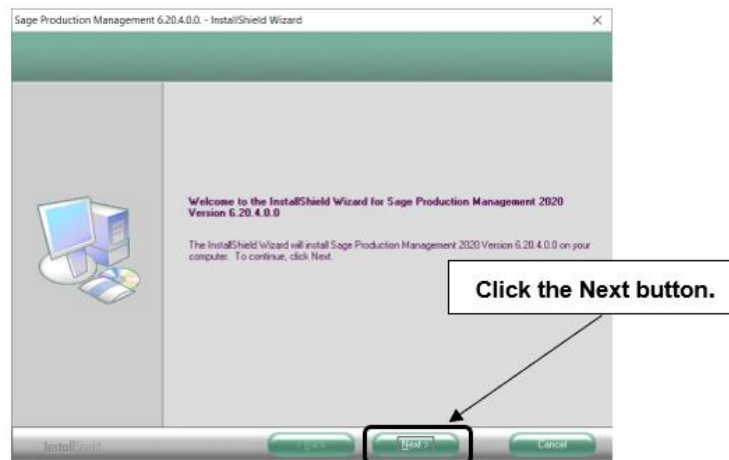 Sage Production Management 6.20.4.0.0. - InstallShield Wizard
Welcome to the InstallShield Wizard for Sage Production Management 2020
Version 6.20.4.0.0
The InstallShield Wizard will install Sage Production Management 2020 Version 6.20.4.0.0 on your
computer. To continue, click Next.
Click the Next button.
InstallShield
< Back
Next >
Cancel